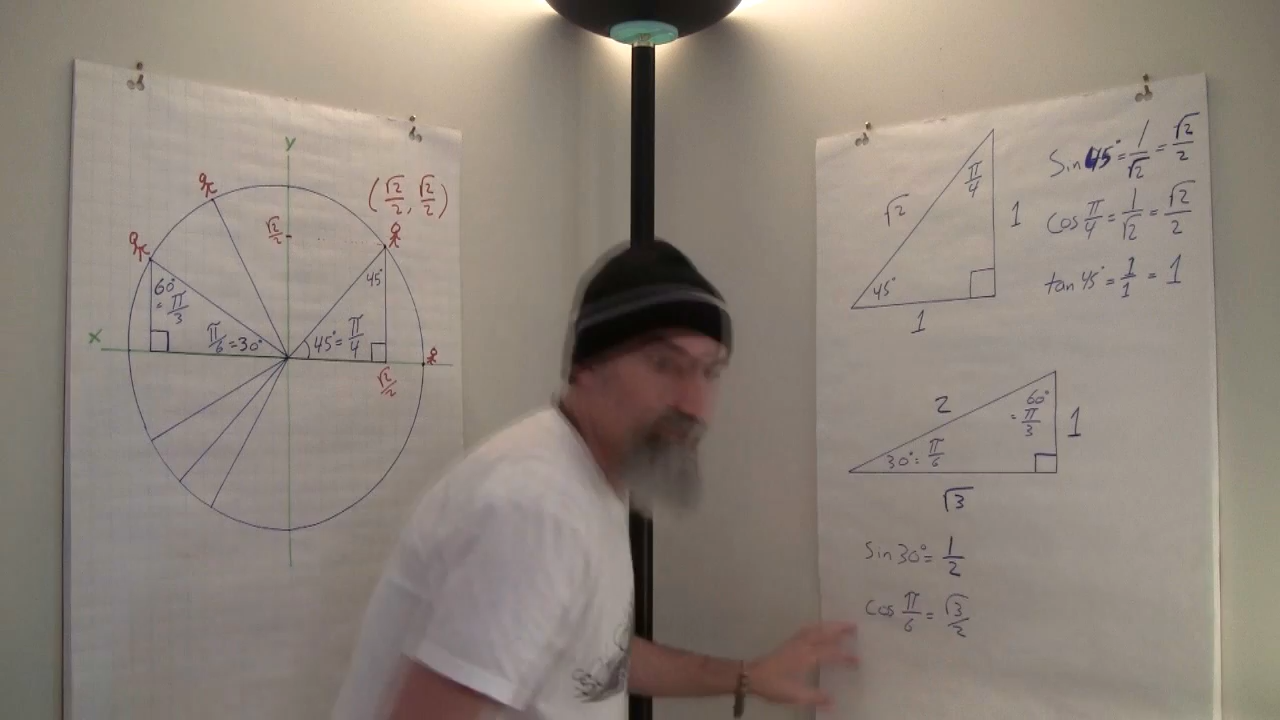 y
(√2/2, √2/2)
√2/2
60°
= π/3
45°
x
π/6 = 30°
45° = π/4
√2/2
π/4
√2
1
45°
1
Sin 45° = 1/√2 = √2/2
Cos π/4 = 1/√2 = √2/2
tan 45° = 1/1 = 1
2
60°
= π/3
1
30° = π/6
√3
Sin 30° = 1/2
Cos π/6 = √3/2